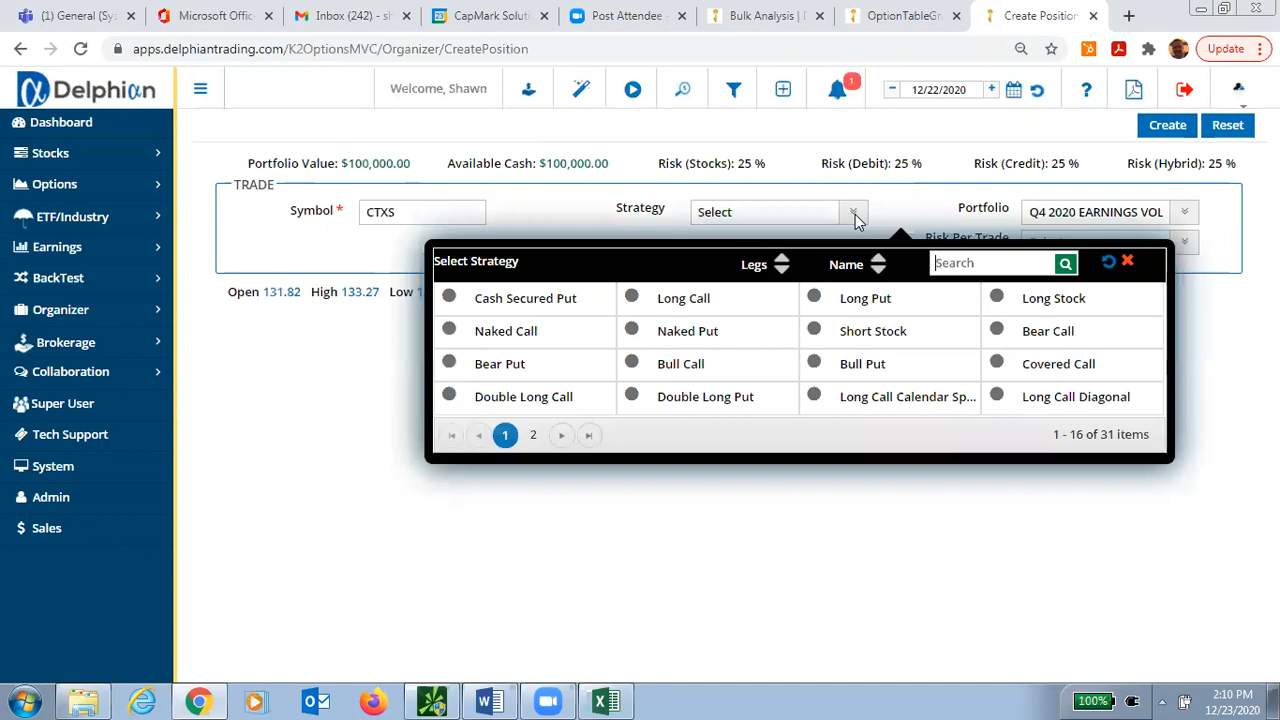 (1) General (Sys
Microsoft Offic
Inbox (242) - sh
CapMark Soluti
Post Attendee -
Bulk Analysis | D
OptionTableGr
Create Position
apps.delphiantrading.com/K2OptionsMVC/Organizer/CreatePosition
Update
Delphian
Welcome, Shawn
1
12/22/2020
Create
Reset
Dashboard
Stocks
Options
ETF/Industry
Earnings
BackTest
Organizer
Brokerage
Collaboration
Super User
Tech Support
System
Admin
Sales
Portfolio Value: $100,000.00
Available Cash: $100,000.00
Risk (Stocks): 25 %
Risk (Debit): 25 %
Risk (Credit): 25 %
Risk (Hybrid): 25 %
TRADE
Symbol *
CTXS
Strategy
Select
Portfolio
Q4 2020 EARNINGS VOL
Risk Per Trade
Open 131.82 High 133.27 Low
Select Strategy
Legs
Name
Search
Cash Secured Put
Long Call
Long Put
Long Stock
Naked Call
Naked Put
Short Stock
Bear Call
Bear Put
Bull Call
Bull Put
Covered Call
Double Long Call
Double Long Put
Long Call Calendar Sp...
Long Call Diagonal
1
2
1 - 16 of 31 items
100%
2:10 PM
12/23/2020